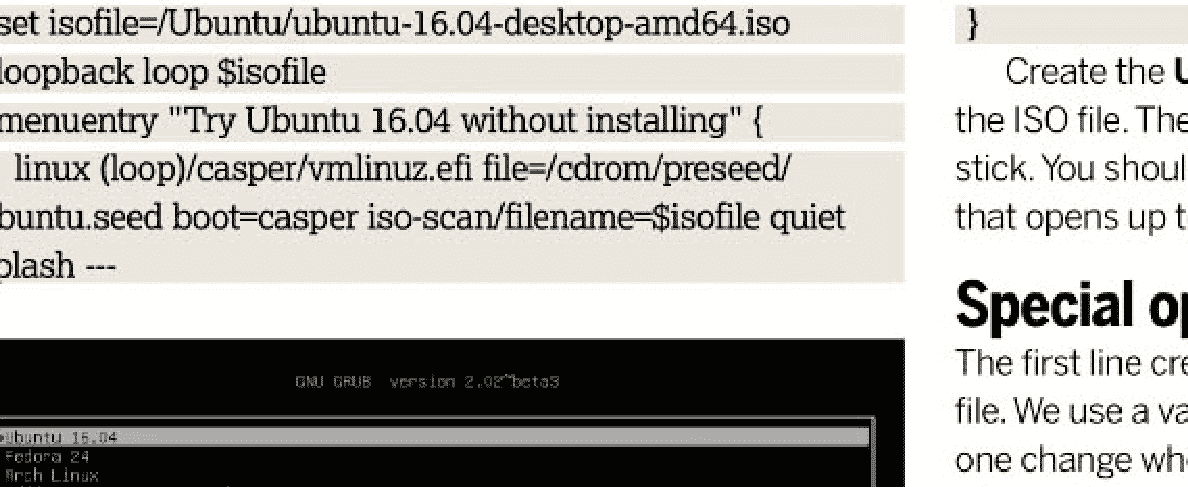 set isofile=/Ubuntu/ubuntu-16.04-desktop-amd64.iso
loopback loop $isofile
menuentry "Try Ubuntu 16.04 without installing" {
linux (loop)/casper/vmlinuz.efi file=/cdrom/preseed/
buntu.seed boot=casper iso-scan/filename=$isofile quiet
plash ---
GNU GRUB version 2.02~beta3
*Ubuntu 16.04
Fedora 24
Arch Linux
}
Create the U
the ISO file. The
stick. You shoul
that opens up t
Special op
The first line cre
file. We use a va
one change whe